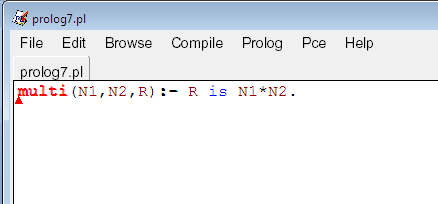 prolog7.pl
File Edit Browse Compile Prolog Pce Help
prolog7.pl
multi(N1,N2,R):- R is N1*N2.